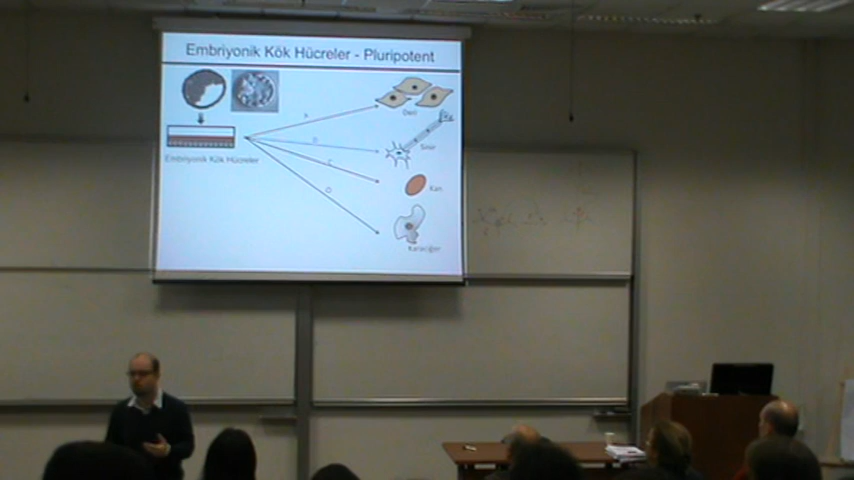 Embriyonik Kök Hücreler - Pluripotent
Embriyonik Kök Hücreler
A
B
C
D
Deri
Sinir
Kan
Karaciğer